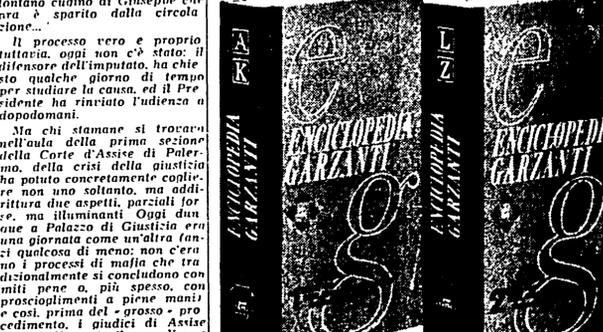 lontano cugino di Giuseppe
è sparito dalla circola
zione...
Il processo vero e proprio
tuttavia, oggi non c'è stato: il
difensore dell'imputato, ha chie
sto qualche giorno di tempo
per studiare la causa, ed il Pre
sidente ha rinviato l'udienza a
dopodomani.
Ma chi stamane si trovava
nell'aula della prima sezione
della Corte d'Assise di Paler-
mo, della crisi della giustizia
ha potuto concretamente coglie-
re non uno soltanto, ma addi-
rittura due aspetti, parziali for
se, ma illuminanti Oggi dun
que a Palazzo di Giustizia era
una giornata come un'altra (an-
zi qualcosa di meno: non c'era
no i processi di mafia che tra
dizionalmente si concludono con
miti pene o, più spesso, con
proscioglimenti a piene mani)
e così, prima del «grosso» pro
cedimento, i giudici di Assise
A
K
ENCICLOPEDIA
GARZANTI
e
ENCICLOPEDIA
GARZANTI
g
L
Z
ENCICLOPEDIA
GARZANTI
e
ENCICLOPEDI
GARZANTI
g